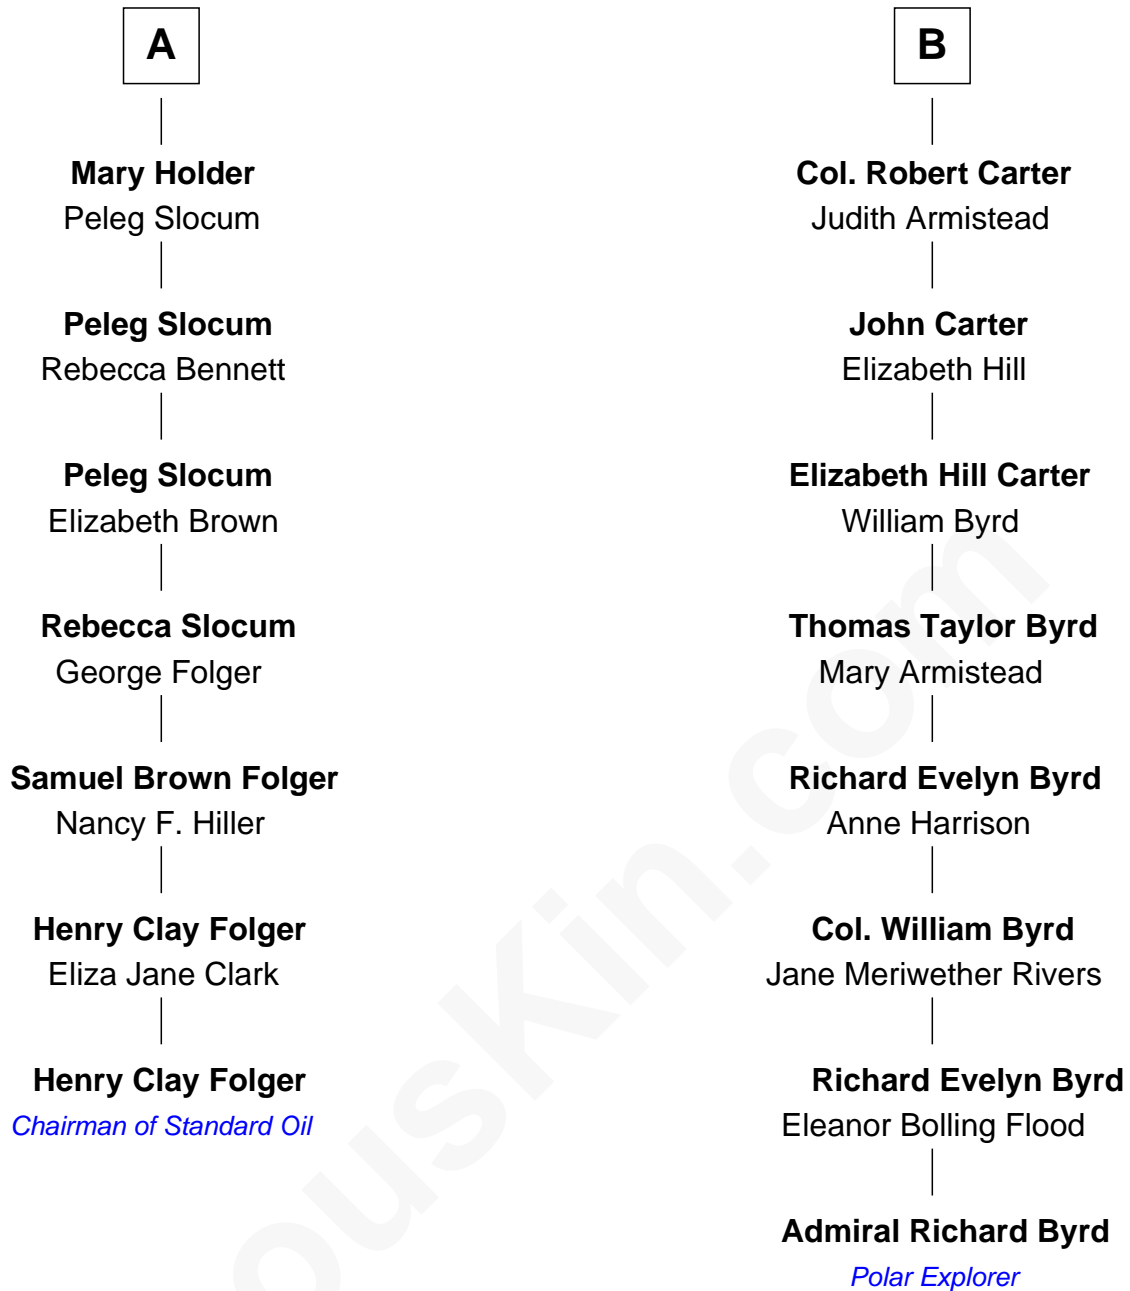 A
Mary Holder
Peleg Slocum
Peleg Slocum
Rebecca Bennett
Peleg Slocum
Elizabeth Brown
Rebecca Slocum
George Folger
Samuel Brown Folger
Nancy F. Hiller
Henry Clay Folger
Eliza Jane Clark
Henry Clay Folger
Chairman of Standard Oil
B
Col. Robert Carter
Judith Armistead
John Carter
Elizabeth Hill
Elizabeth Hill Carter
William Byrd
Thomas Taylor Byrd
Mary Armistead
Richard Evelyn Byrd
Anne Harrison
Col. William Byrd
Jane Meriwether Rivers
Richard Evelyn Byrd
Eleanor Bolling Flood
Admiral Richard Byrd
Polar Explorer
ousKin.com